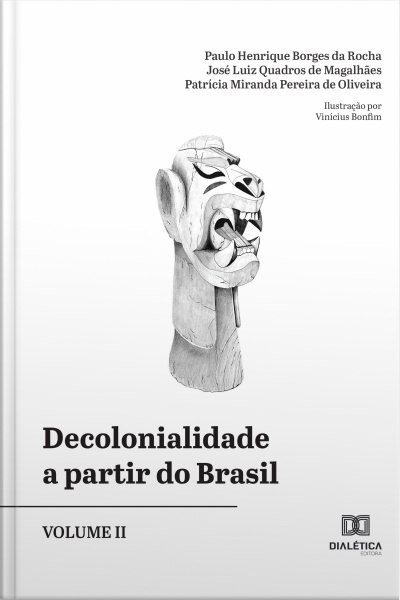 Paulo Henrique Borges da Rocha
José Luiz Quadros de Magalhães
Patrícia Miranda Pereira de Oliveira
Ilustração por
Vinícius Bonfim
Decolonialidade
a partir do Brasil
VOLUME II
DIALÉTICA
EDITORA